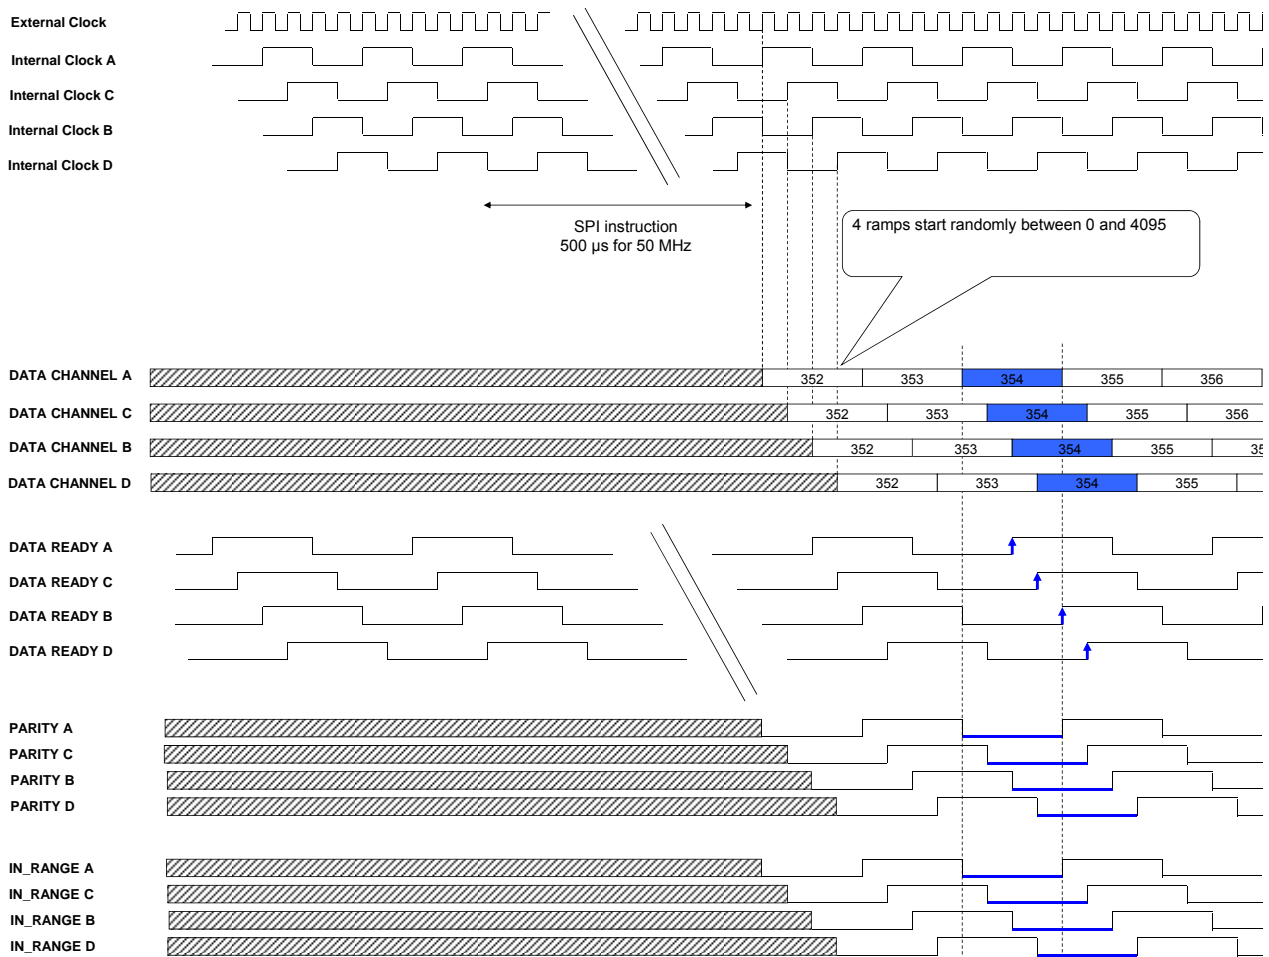 External Clock
Internal Clock A
Internal Clock C
Internal Clock B
Internal Clock D
SPI instruction
500 µs for 50 MHz
4 ramps start randomly between 0 and 4095
DATA CHANNEL A 352 353 354 355 356
DATA CHANNEL C 352 353 354 355 356
DATA CHANNEL B 352 353 354 355 35
DATA CHANNEL D 352 353 354 355
DATA READY A
DATA READY C
DATA READY B
DATA READY D
PARITY A
PARITY C
PARITY B
PARITY D
IN_RANGE A
IN_RANGE C
IN_RANGE B
IN_RANGE D